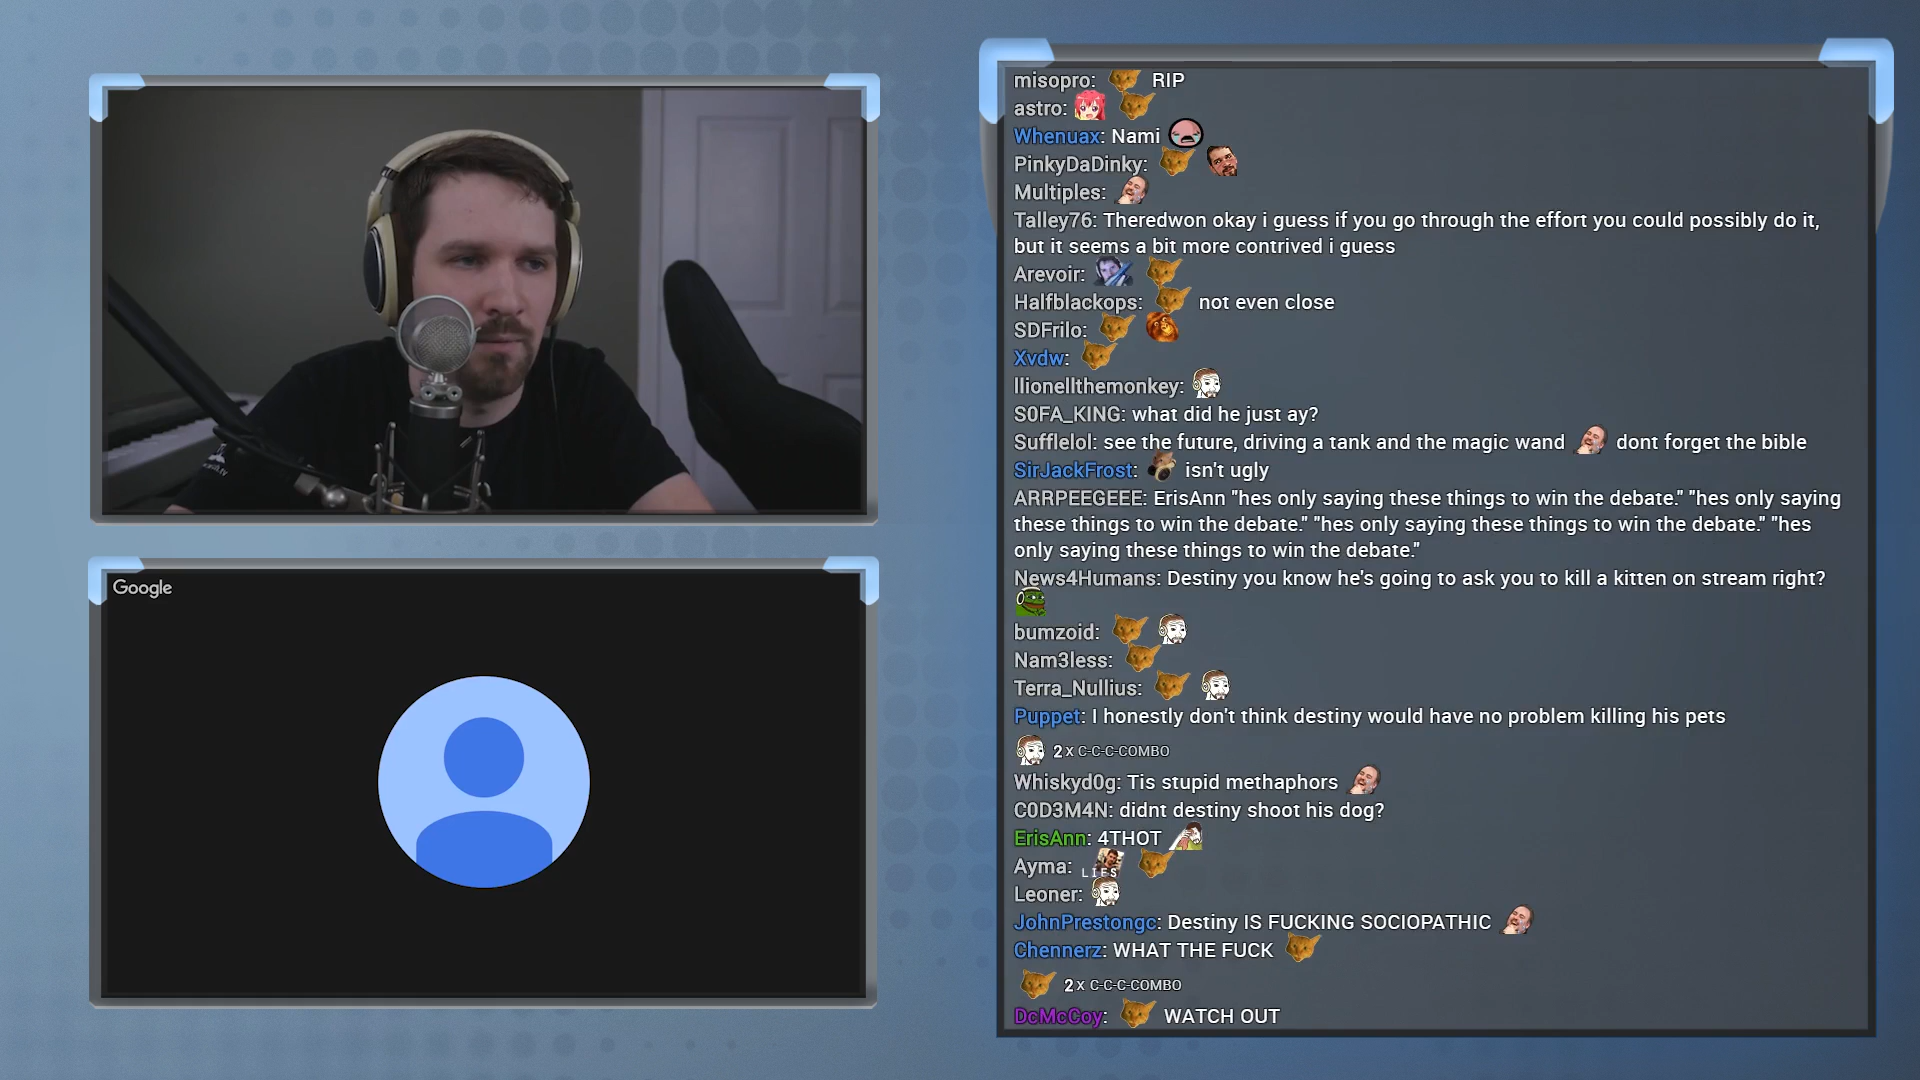 Google
misopro: RIP
astro:
Whenuax: Nami
PinkyDaDinky:
Multiples:
Talley76: Theredwon okay i guess if you go through the effort you could possibly do it,
but it seems a bit more contrived i guess
Arevoir:
Halfblackops: not even close
SDFrilo:
Xvdw:
llionellthemonkey:
S0FA_KING: what did he just ay?
Sufflelol: see the future, driving a tank and the magic wand dont forget the bible
SirJackFrost: isn't ugly
ARRPEEGEEE: ErisAnn "hes only saying these things to win the debate." "hes only saying
these things to win the debate." "hes only saying these things to win the debate." "hes
only saying these things to win the debate."
News4Humans: Destiny you know he's going to ask you to kill a kitten on stream right?
bumzoid:
Nam3less:
Terra_Nullius:
Puppet: I honestly don't think destiny would have no problem killing his pets
2 x C-C-C-COMBO
Whiskyd0g: Tis stupid methaphors
C0D3M4N: didnt destiny shoot his dog?
ErisAnn: 4THOT
Ayma: LIES
Leoner:
JohnPrestongc: Destiny IS FUCKING SOCIOPATHIC
Chennerz: WHAT THE FUCK
2 x C-C-C-COMBO
DcMcCoy: WATCH OUT